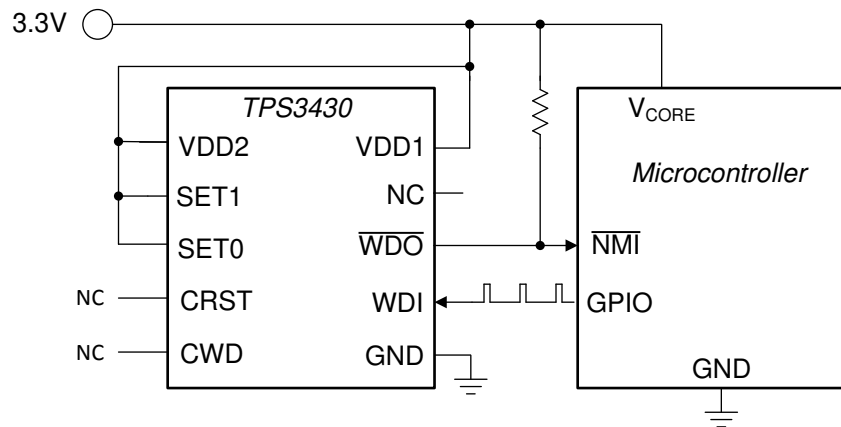 3.3V
TPS3430
VDD2
VDD1
SET1
NC
SET0
WDO
NC
CRST
WDI
NC
CWD
GND
VCORE
Microcontroller
NMI
GPIO
GND